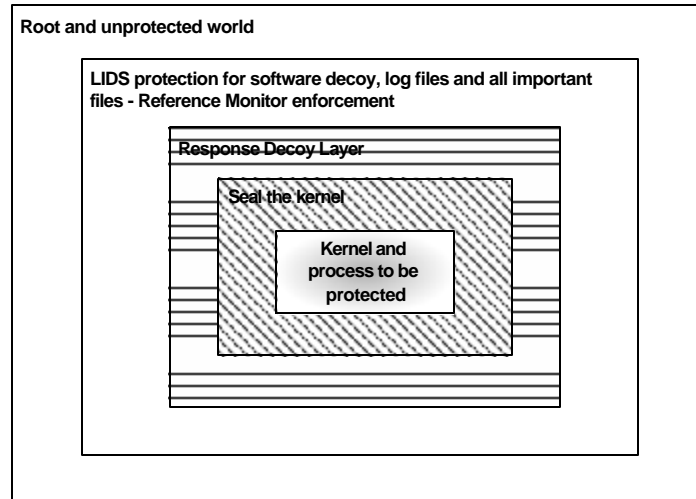 Root and unprotected world
LIDS protection for software decoy, log files and all important
files - Reference Monitor enforcement
Response Decoy Layer
Seal the kernel
Kernel and
process to be
protected